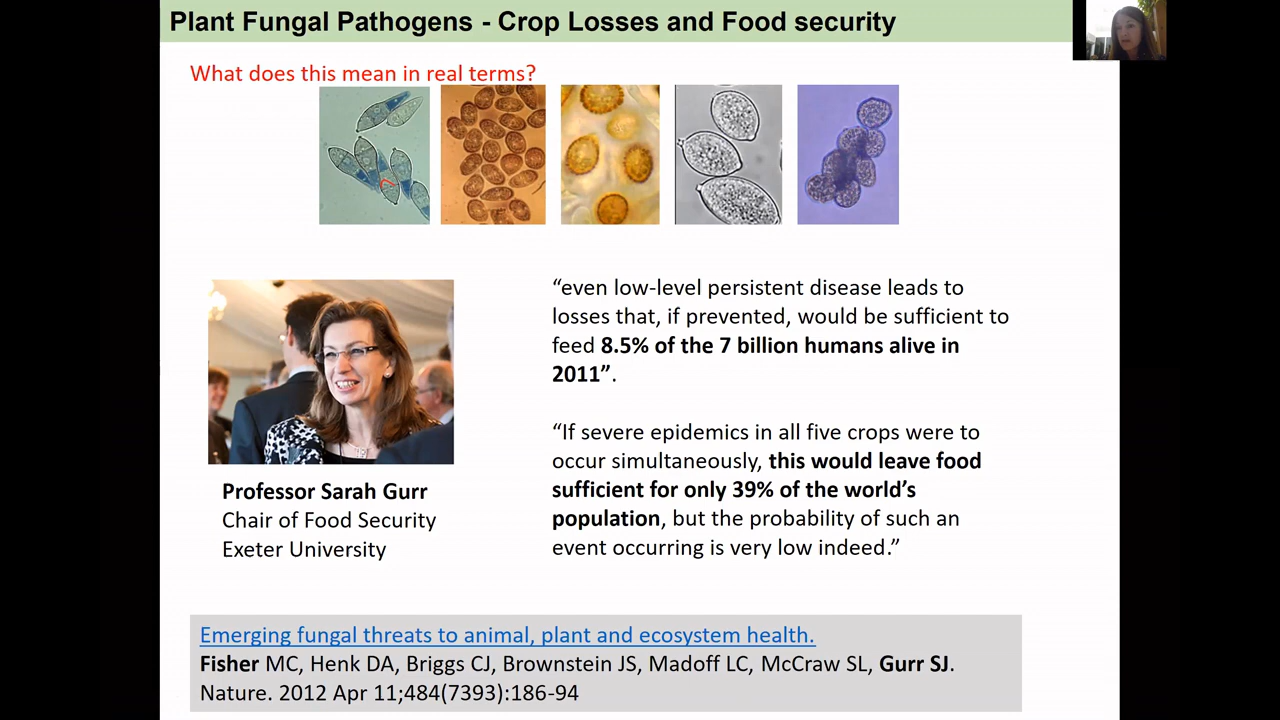 Plant Fungal Pathogens - Crop Losses and Food security
What does this mean in real terms?
“even low-level persistent disease leads to
losses that, if prevented, would be sufficient to
feed 8.5% of the 7 billion humans alive in
2011”.
“If severe epidemics in all five crops were to
occur simultaneously, this would leave food
sufficient for only 39% of the world’s
population, but the probability of such an
event occurring is very low indeed.”
Professor Sarah Gurr
Chair of Food Security
Exeter University
Emerging fungal threats to animal, plant and ecosystem health.
Fisher MC, Henk DA, Briggs CJ, Brownstein JS, Madoff LC, McCraw SL, Gurr SJ.
Nature. 2012 Apr 11;484(7393):186-94